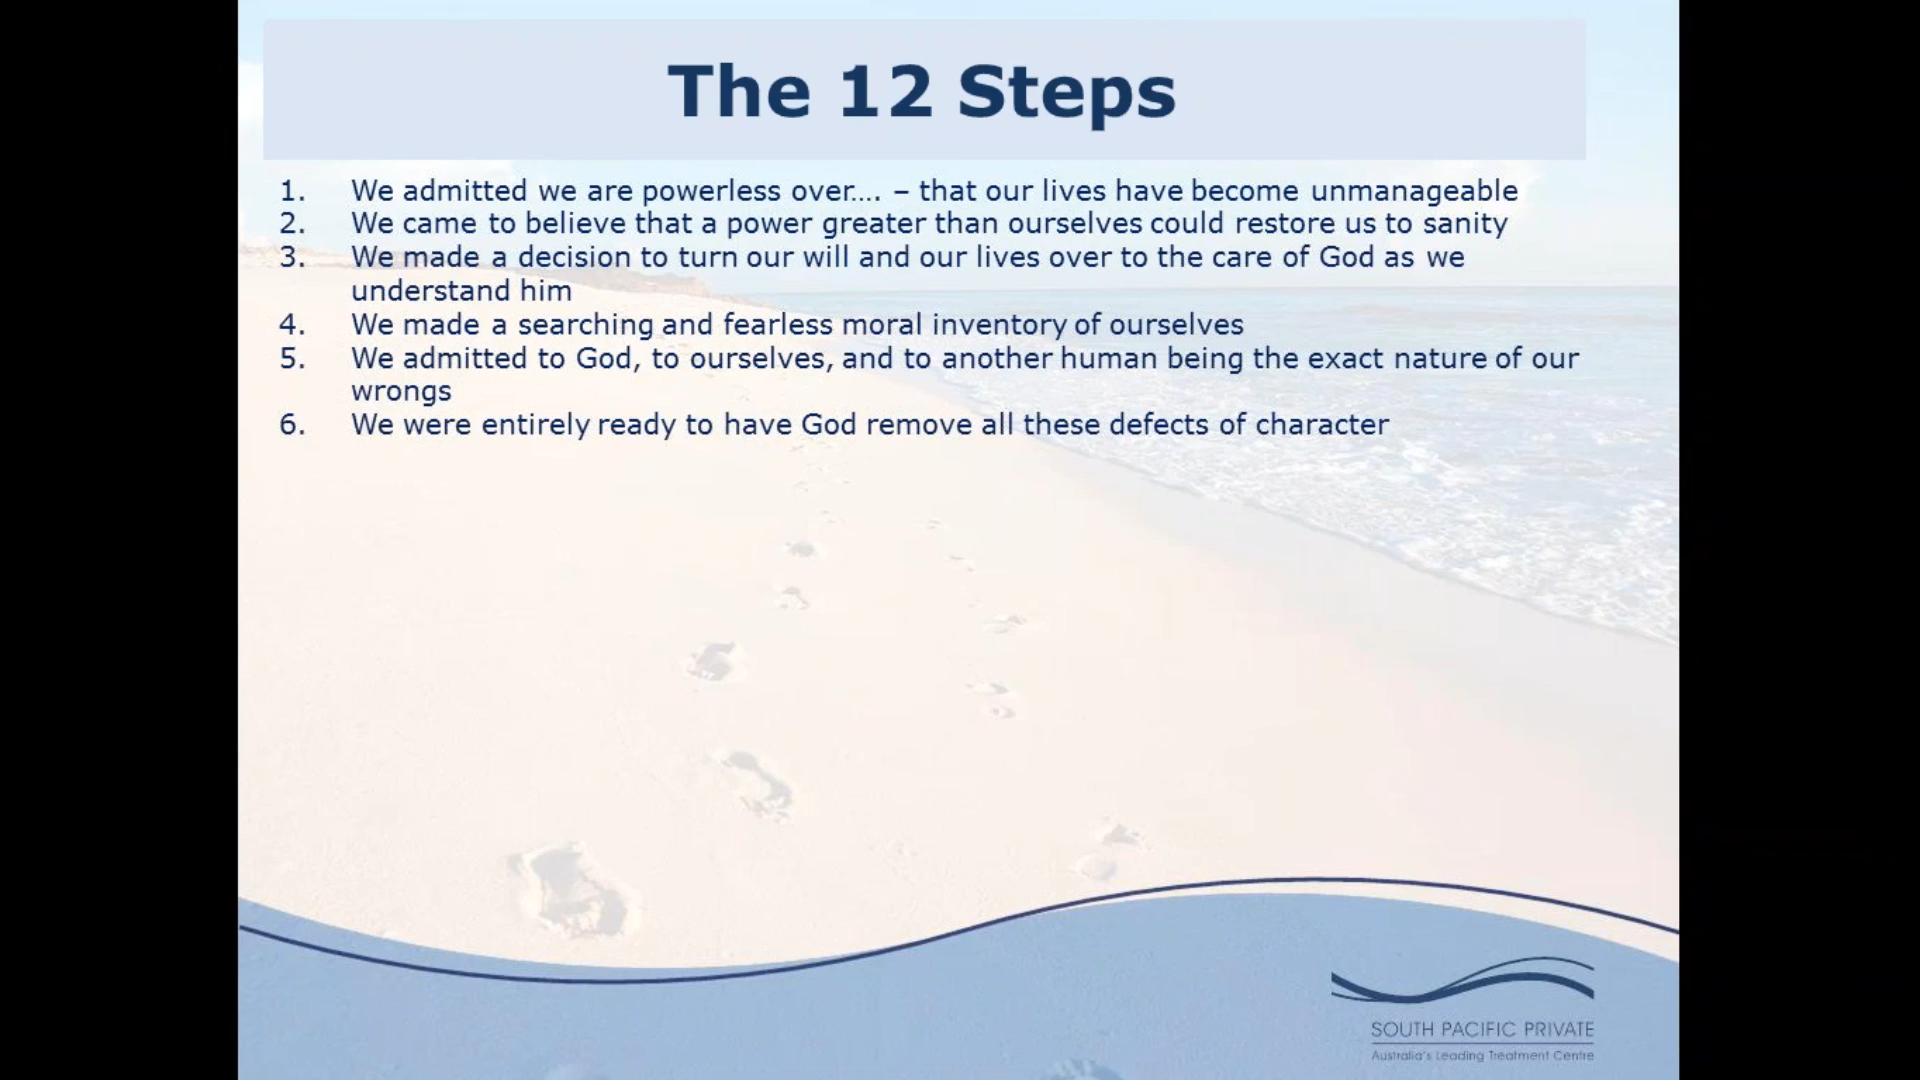 The 12 Steps
1. We admitted we are powerless over.... – that our lives have become unmanageable
2. We came to believe that a power greater than ourselves could restore us to sanity
3. We made a decision to turn our will and our lives over to the care of God as we
understand him
4. We made a searching and fearless moral inventory of ourselves
5. We admitted to God, to ourselves, and to another human being the exact nature of our
wrongs
6. We were entirely ready to have God remove all these defects of character
SOUTH PACIFIC PRIVATE
Australia's Leading Treatment Centre